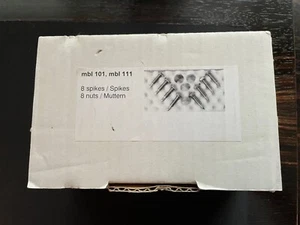 mbl 101, mbl 111
8 spikes / Spikes
8 nuts / Muttern